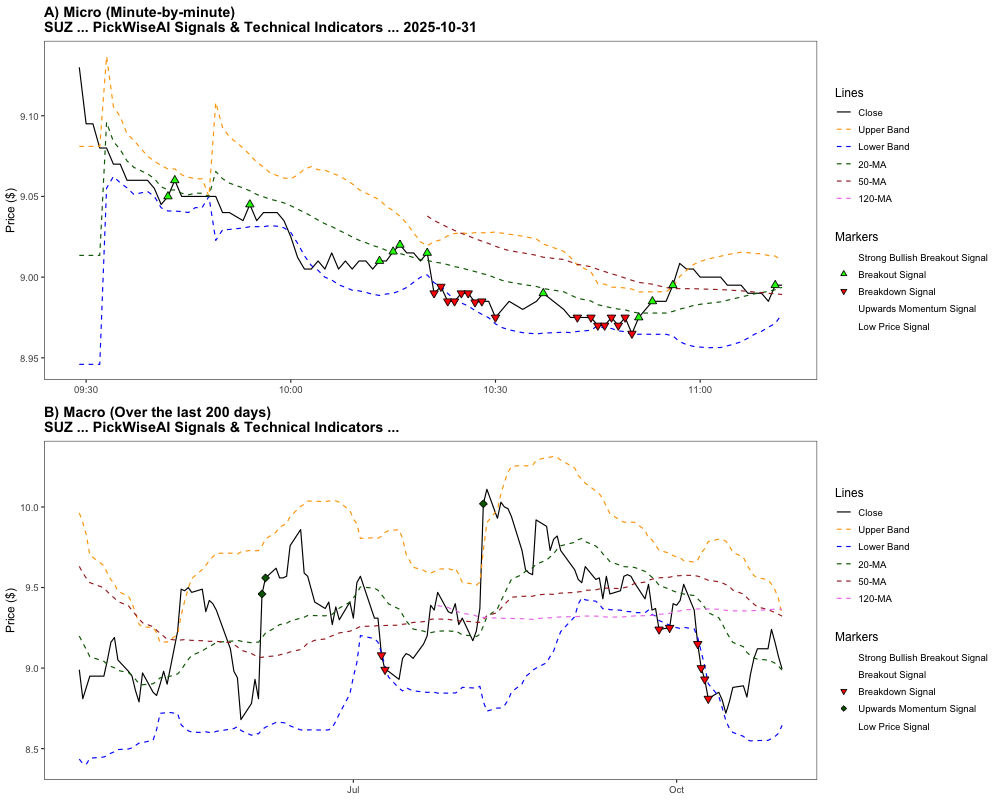 A) Micro (Minute-by-minute)
SUZ ... PickWiseAI Signals & Technical Indicators ... 2025-10-31
Price ($)
9.10
9.05
9.00
8.95
09:30
10:00
10:30
11:00
Lines
Close
Upper Band
Lower Band
20-MA
50-MA
120-MA
Markers
Strong Bullish Breakout Signal
Breakout Signal
Breakdown Signal
Upwards Momentum Signal
Low Price Signal
B) Macro (Over the last 200 days)
SUZ ... PickWiseAI Signals & Technical Indicators ...
Price ($)
10.0
9.5
9.0
8.5
Jul
Oct
Lines
Close
Upper Band
Lower Band
20-MA
50-MA
120-MA
Markers
Strong Bullish Breakout Signal
Breakout Signal
Breakdown Signal
Upwards Momentum Signal
Low Price Signal